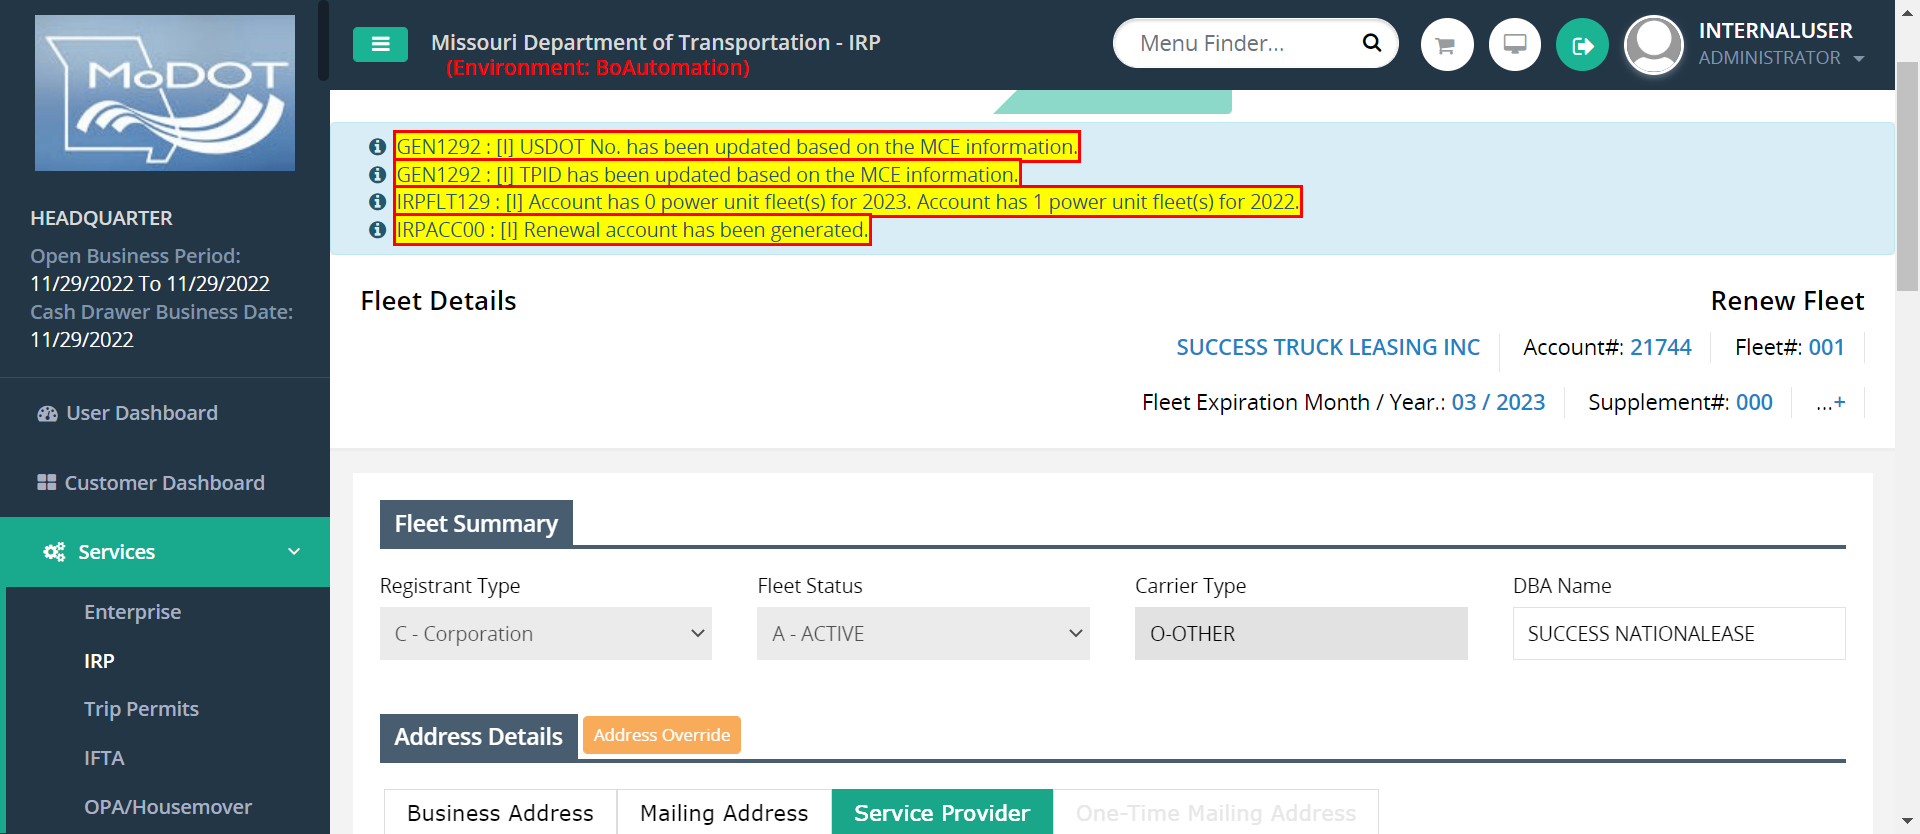 MoDOT
Missouri Department of Transportation - IRP
(Environment: BoAutomation)
Menu Finder...
INTERNALUSER
ADMINISTRATOR
HEADQUARTER
Open Business Period:
11/29/2022 To 11/29/2022
Cash Drawer Business Date:
11/29/2022
User Dashboard
Customer Dashboard
Services
Enterprise
IRP
Trip Permits
IFTA
OPA/Housemover
GEN1292 : [I] USDOT No. has been updated based on the MCE information.
GEN1292 : [I] TPID has been updated based on the MCE information.
IRPFLT129 : [I] Account has 0 power unit fleet(s) for 2023. Account has 1 power unit fleet(s) for 2022.
IRPACC00 : [I] Renewal account has been generated.
Fleet Details
Renew Fleet
SUCCESS TRUCK LEASING INC Account#: 21744 Fleet#: 001
Fleet Expiration Month / Year.: 03 / 2023 Supplement#: 000 ...+
Fleet Summary
Registrant Type Fleet Status Carrier Type DBA Name
C - Corporation A - ACTIVE O-OTHER SUCCESS NATIONALEASE
Address Details Address Override
Business Address Mailing Address Service Provider One-Time Mailing Address